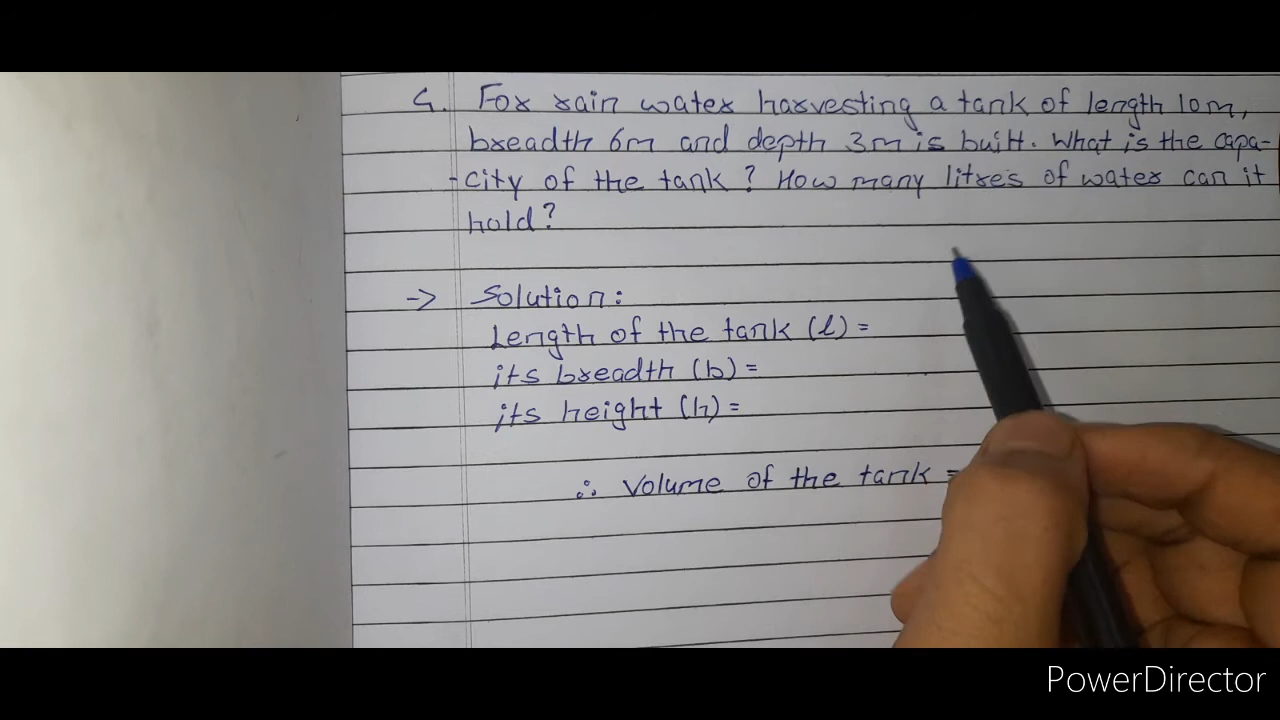 4. For rain water harvesting a tank of length 10m,
breadth 6m and depth 3m is built. What is the capa-
-city of the tank? How many litres of water can it
hold?
-> Solution:
Length of the tank (l) =
its breadth (b) =
its height (h) =
∴ Volume of the tank =
PowerDirector